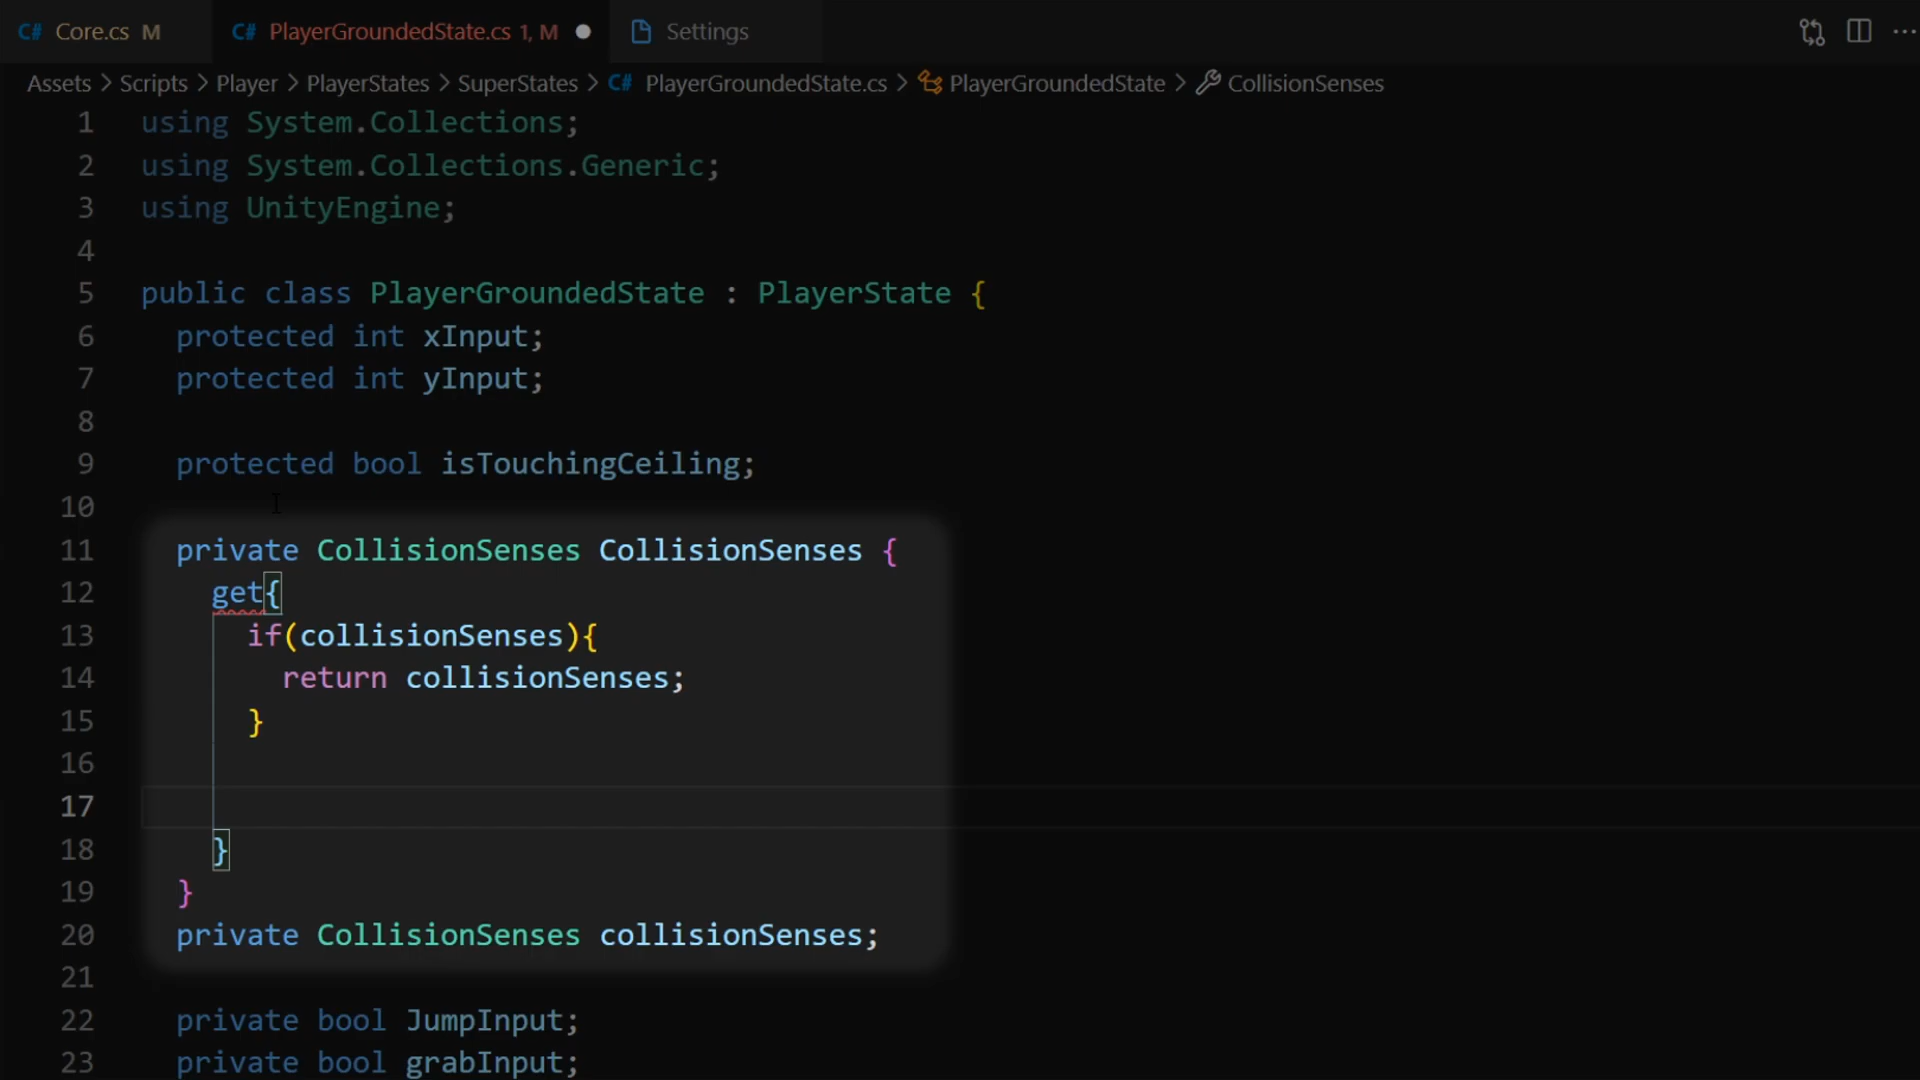 C# Core.cs M C# PlayerGroundedState.cs 1, M ● Settings
Assets > Scripts > Player > PlayerStates > SuperStates > C# PlayerGroundedState.cs > PlayerGroundedState > CollisionSenses
1 using System.Collections;
2 using System.Collections.Generic;
3 using UnityEngine;
4
5 public class PlayerGroundedState : PlayerState {
6 protected int xInput;
7 protected int yInput;
8
9 protected bool isTouchingCeiling;
10
11 private CollisionSenses CollisionSenses {
12 get{
13 if(collisionSenses){
14 return collisionSenses;
15 }
16
17
18 }
19 }
20 private CollisionSenses collisionSenses;
21
22 private bool JumpInput;
23 private bool grabInput;